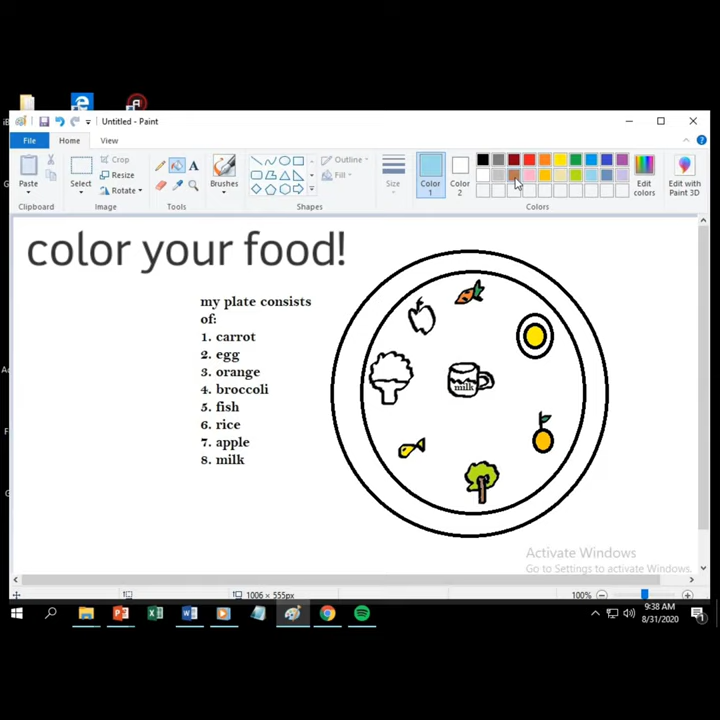 Untitled - Paint
File
Home
View
Paste
Clipboard
Select
Crop
Resize
Rotate
Image
A
Tools
Brushes
Shapes
Outline
Fill
Size
Color 1
Color 2
Colors
Edit colors
Edit with Paint 3D
color your food!
my plate consists
of:
1. carrot
2. egg
3. orange
4. broccoli
5. fish
6. rice
7. apple
8. milk
milk
Activate Windows
Go to Settings to activate Windows.
1006 × 555px
100%
9:38 AM
8/31/2020